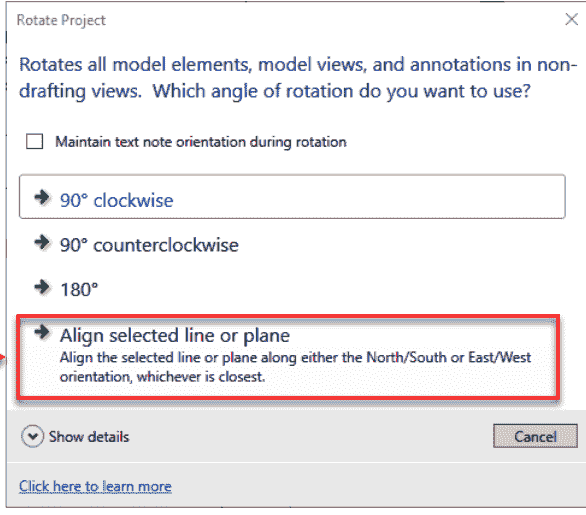 Rotate Project
Rotates all model elements, model views, and annotations in non-
drafting views. Which angle of rotation do you want to use?
Maintain text note orientation during rotation
90° clockwise
90° counterclockwise
180°
Align selected line or plane
Align the selected line or plane along either the North/South or East/West
orientation, whichever is closest.
Show details
Cancel
Click here to learn more